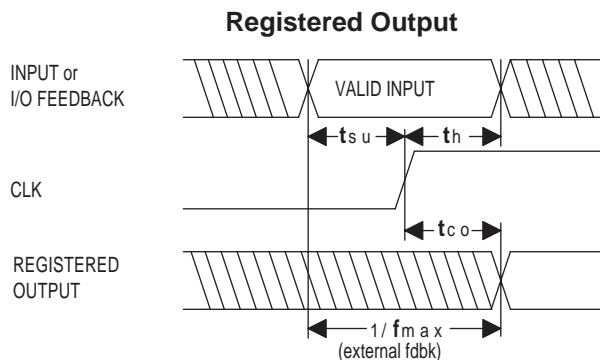 Registered Output
INPUT or
I/O FEEDBACK
VALID INPUT
tsu
th
CLK
tco
REGISTERED
OUTPUT
1/fmax
(external fdbk)